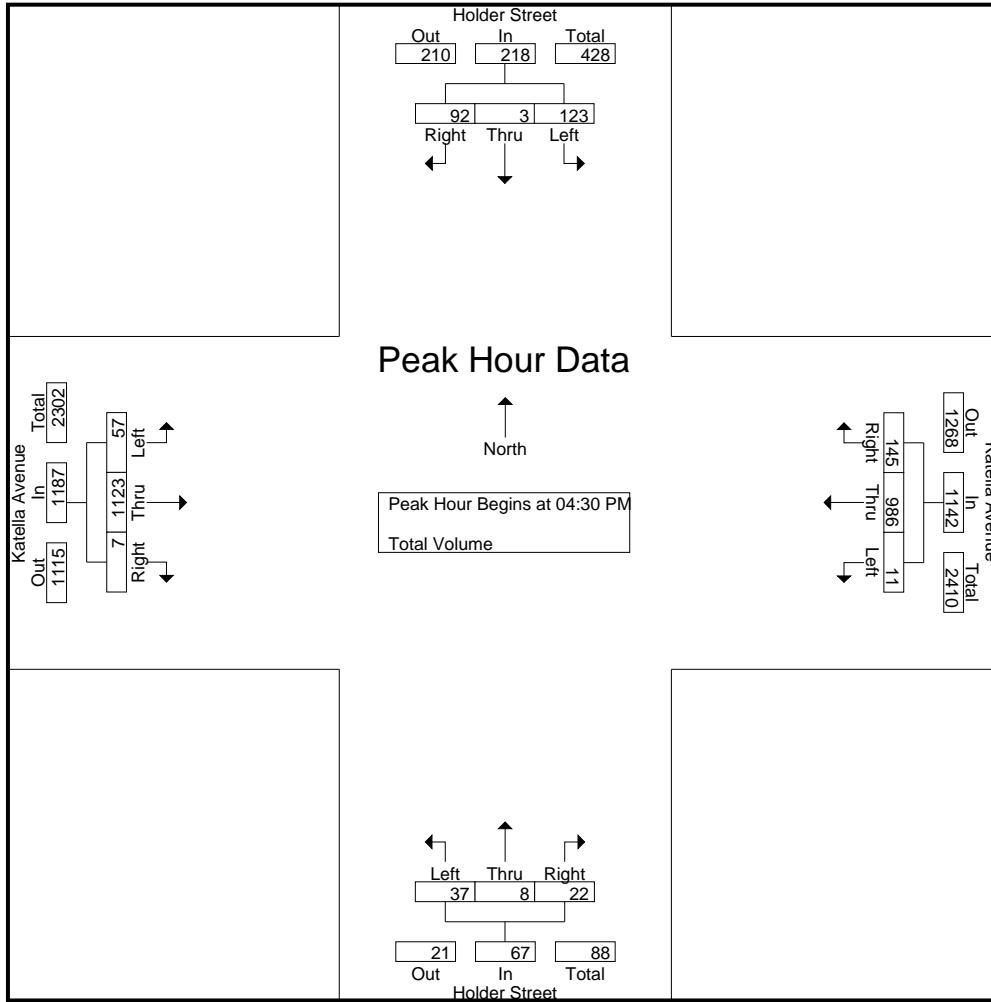 Holder Street
Out In Total
210 218 428
92 3 123
Right Thru Left
Peak Hour Data
North
Peak Hour Begins at 04:30 PM
Total Volume
Katella Avenue
Total In Out
2302 1187 1115
57 1123 7
Left Thru Right
Katella Avenue
Out In Total
1268 1142 2410
145 986 11
Right Thru Left
Left Thru Right
37 8 22
21 67 88
Out In Total
Holder Street